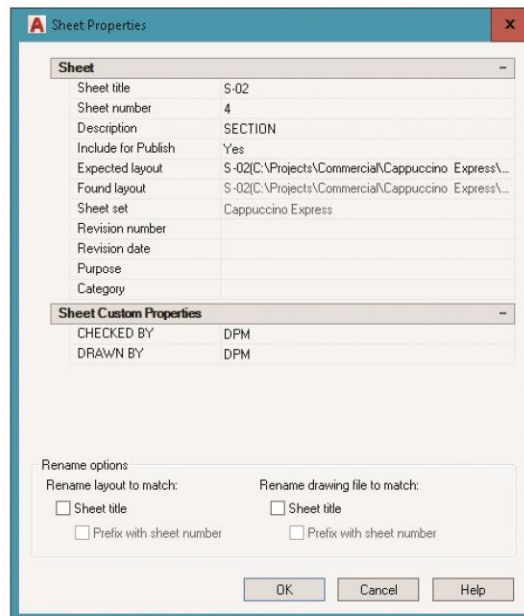 A Sheet Properties x
Sheet –
Sheet title S-02
Sheet number 4
Description SECTION
Include for Publish Yes
Expected layout S-02(C:\Projects\Commercial\Cappuccino Express\...
Found layout S-02(C:\Projects\Commercial\Cappuccino Express\...
Sheet set Cappuccino Express
Revision number
Revision date
Purpose
Category
Sheet Custom Properties –
CHECKED BY DPM
DRAWN BY DPM
Rename options
Rename layout to match: Rename drawing file to match:
Sheet title Sheet title
Prefix with sheet number Prefix with sheet number
OK Cancel Help